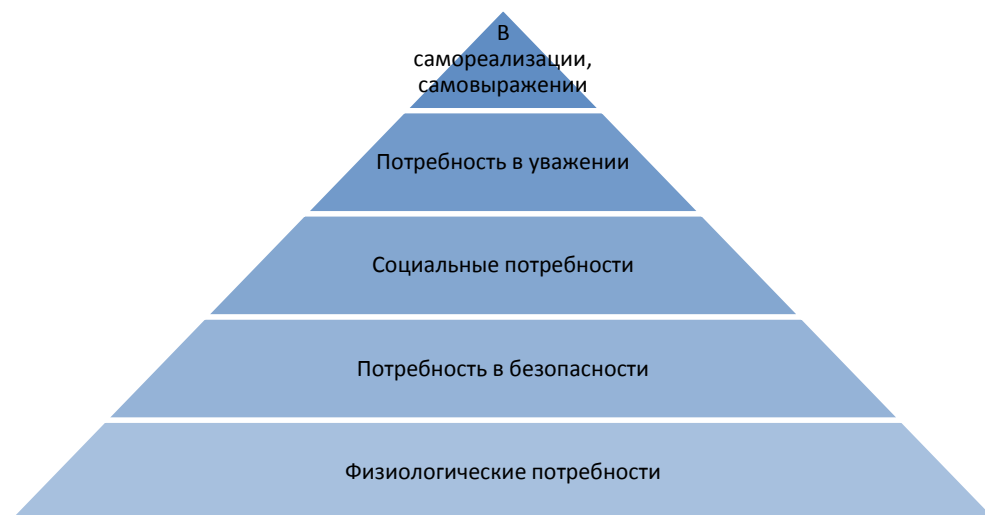 В
самореализации,
самовыражении
Потребность в уважении
Социальные потребности
Потребность в безопасности
Физиологические потребности